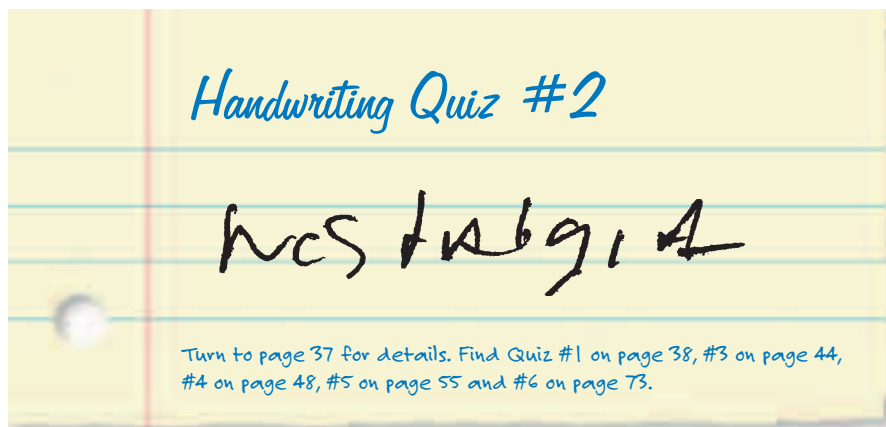 Handwriting Quiz #2
Nostalgia
Turn to page 37 for details. Find Quiz #1 on page 38, #3 on page 44,
#4 on page 48, #5 on page 55 and #6 on page 73.